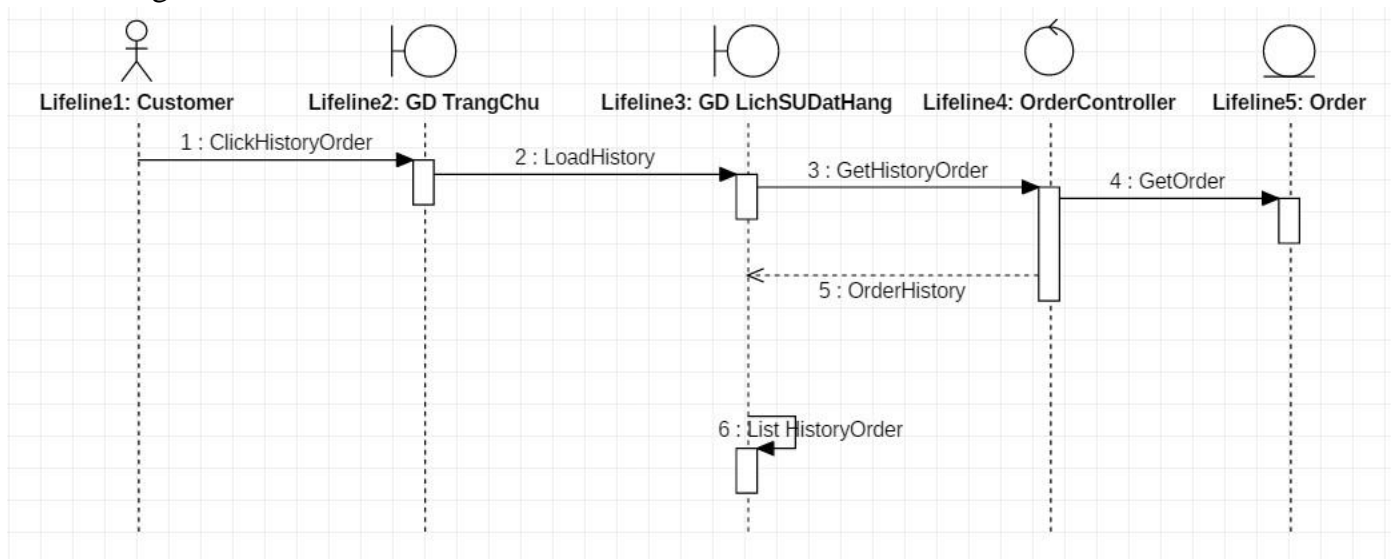 Lifeline1: Customer
Lifeline2: GD TrangChu
Lifeline3: GD LichSUDatHang
Lifeline4: OrderController
Lifeline5: Order
1 : ClickHistoryOrder
2 : LoadHistory
3 : GetHistoryOrder
4 : GetOrder
5 : OrderHistory
6 : List HistoryOrder